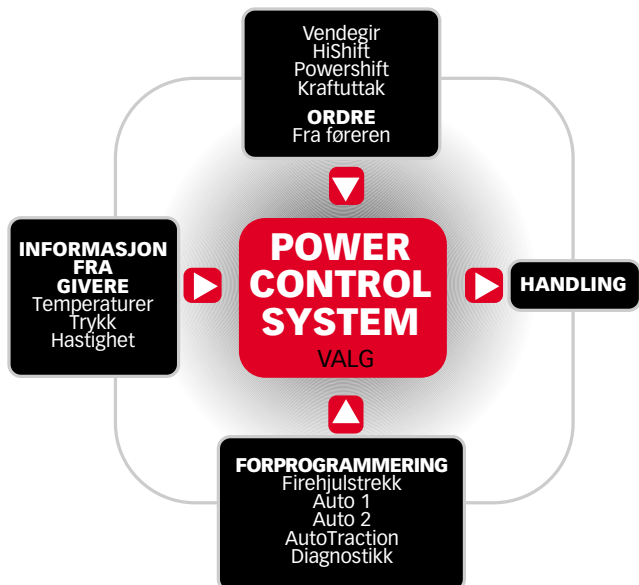 Vendegir
HiShift
Powershift
Kraftuttak
ORDRE
Fra føreren
INFORMASJON
FRA
GIVERE
Temperaturer
Trykk
Hastighet
POWER
CONTROL
SYSTEM
VALG
HANDLING
FORPROGRAMMERING
Firehjulstrekk
Auto 1
Auto 2
AutoTraction
Diagnostikk